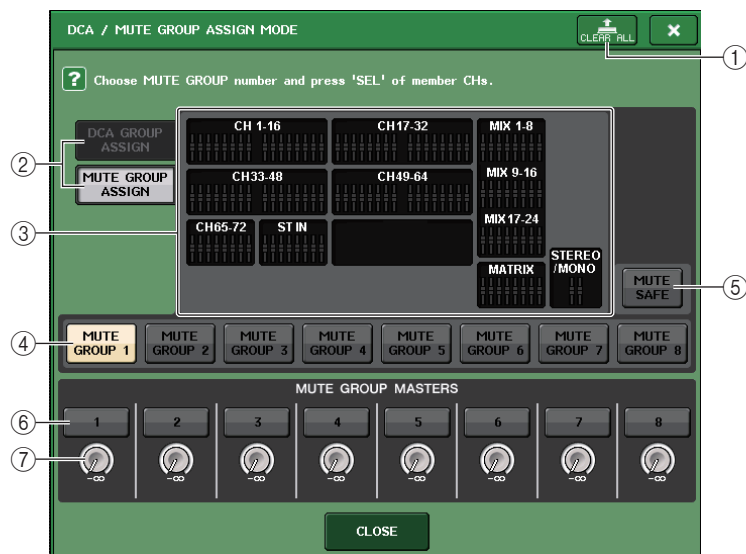 DCA / MUTE GROUP ASSIGN MODE
CLEAR ALL
×
①
? Choose MUTE GROUP number and press 'SEL' of member CHs.
DCA GROUP
ASSIGN
②
MUTE GROUP
ASSIGN
③
CH 1-16
CH17-32
MIX 1-8
CH33-48
CH49-64
MIX 9-16
CH65-72
ST IN
MIX17-24
MATRIX
STEREO
/MONO
MUTE
SAFE
⑤
④
MUTE
GROUP 1
MUTE
GROUP 2
MUTE
GROUP 3
MUTE
GROUP 4
MUTE
GROUP 5
MUTE
GROUP 6
MUTE
GROUP 7
MUTE
GROUP 8
MUTE GROUP MASTERS
⑥
1 2 3 4 5 6 7 8
⑦
-∞ -∞ -∞ -∞ -∞ -∞ -∞ -∞
CLOSE